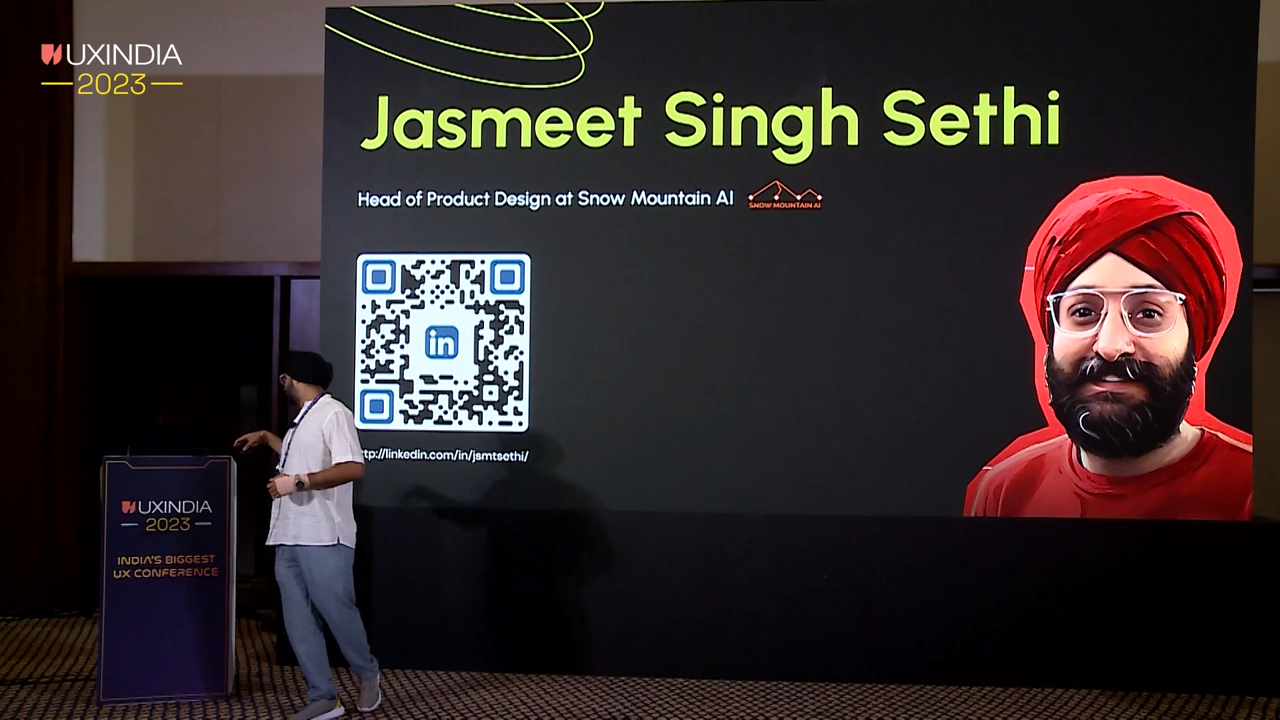 UXINDIA
2023
Jasmeet Singh Sethi
Head of Product Design at Snow Mountain AI
SNOW MOUNTAIN AI
in
ttp://linkedin.com/in/jsmtsethi/
UXINDIA
2023
INDIA'S BIGGEST
UX CONFERENCE